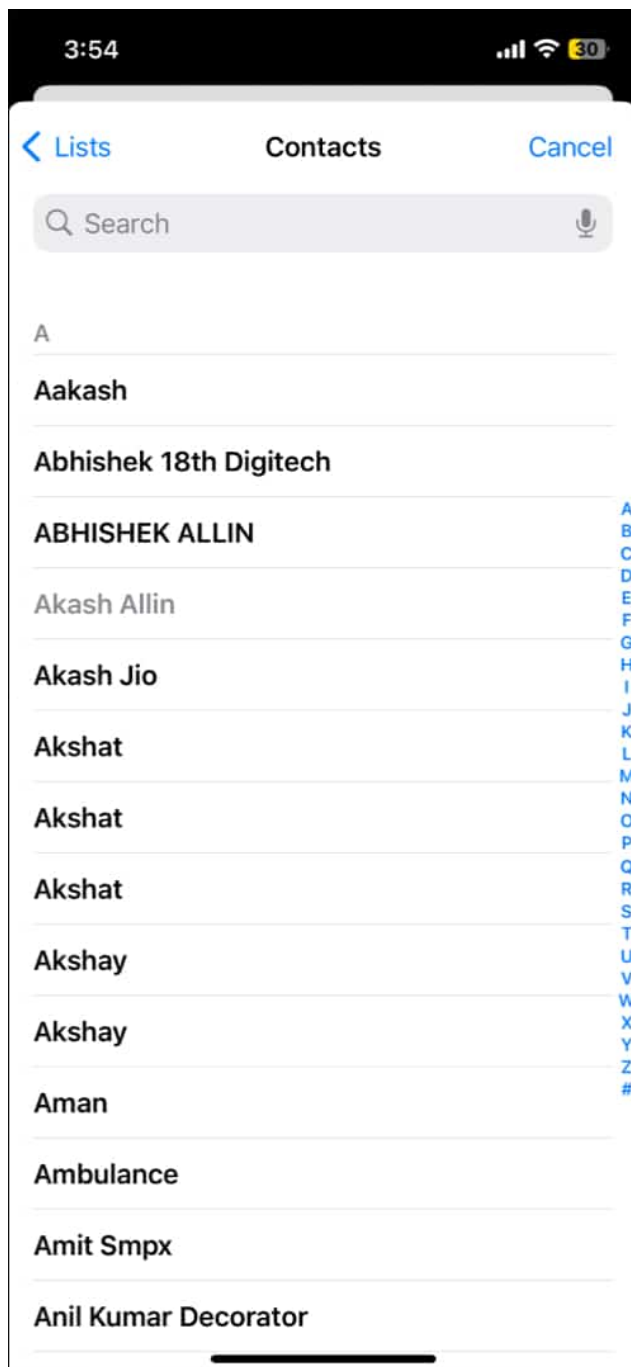 3:54 30
Lists Contacts Cancel
Search
A
Aakash
Abhishek 18th Digitech
ABHISHEK ALLIN
Akash Allin
Akash Jio
Akshat
Akshat
Akshat
Akshay
Akshay
Aman
Ambulance
Amit Smpx
Anil Kumar Decorator
A
B
C
D
E
F
G
H
I
J
K
L
M
N
O
P
Q
R
S
T
U
V
W
X
Y
Z
#